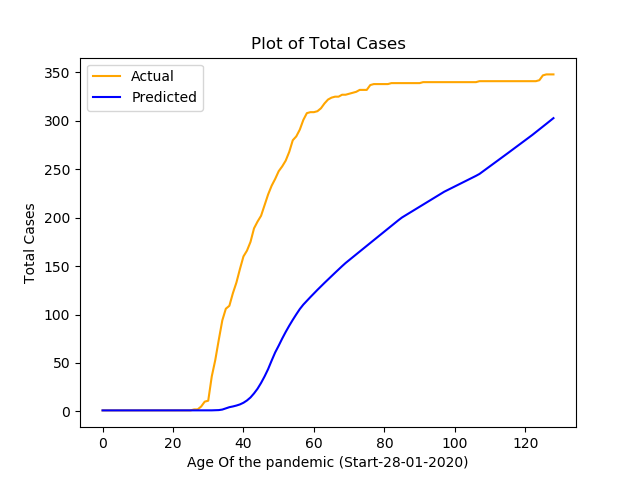 Plot of Total Cases
Actual
Predicted
350
300
250
200
150
100
50
0
Total Cases
0 20 40 60 80 100 120
Age Of the pandemic (Start-28-01-2020)